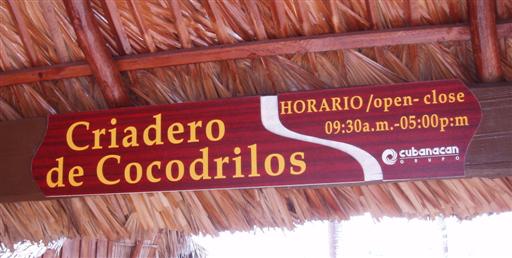 Criadero
de Cocodrilos
HORARIO /open- close
09:30a.m.-05:00p:m
cubanacan
GRUPO